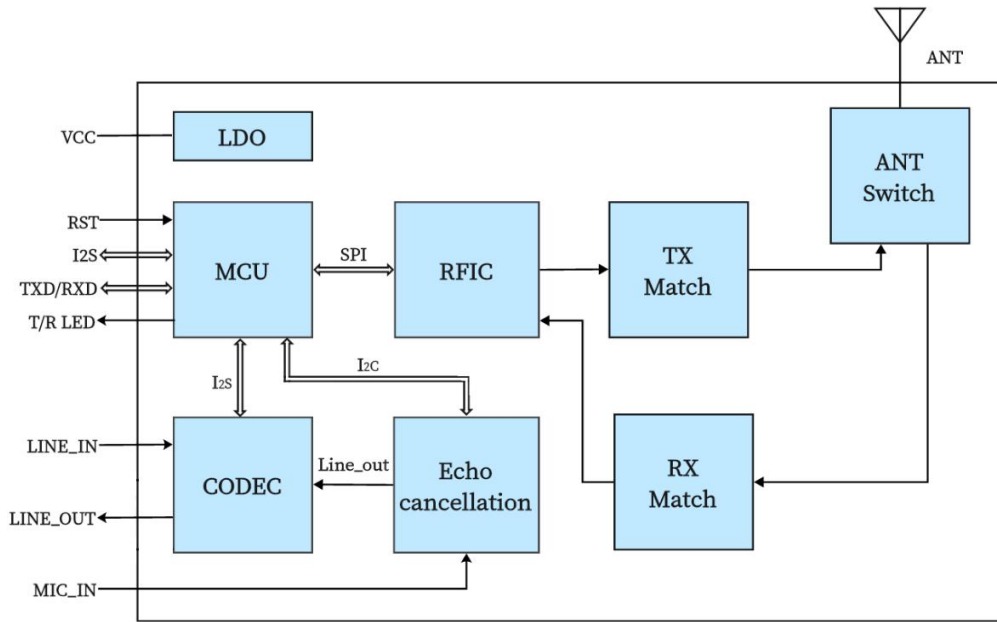 ANT
VCC
LDO
ANT
Switch
RST
I2S
TXD/RXD
T/R LED
MCU
SPI
RFIC
TX
Match
I2S
I2C
LINE_IN
LINE_OUT
MIC_IN
CODEC
Line_out
Echo
cancellation
RX
Match